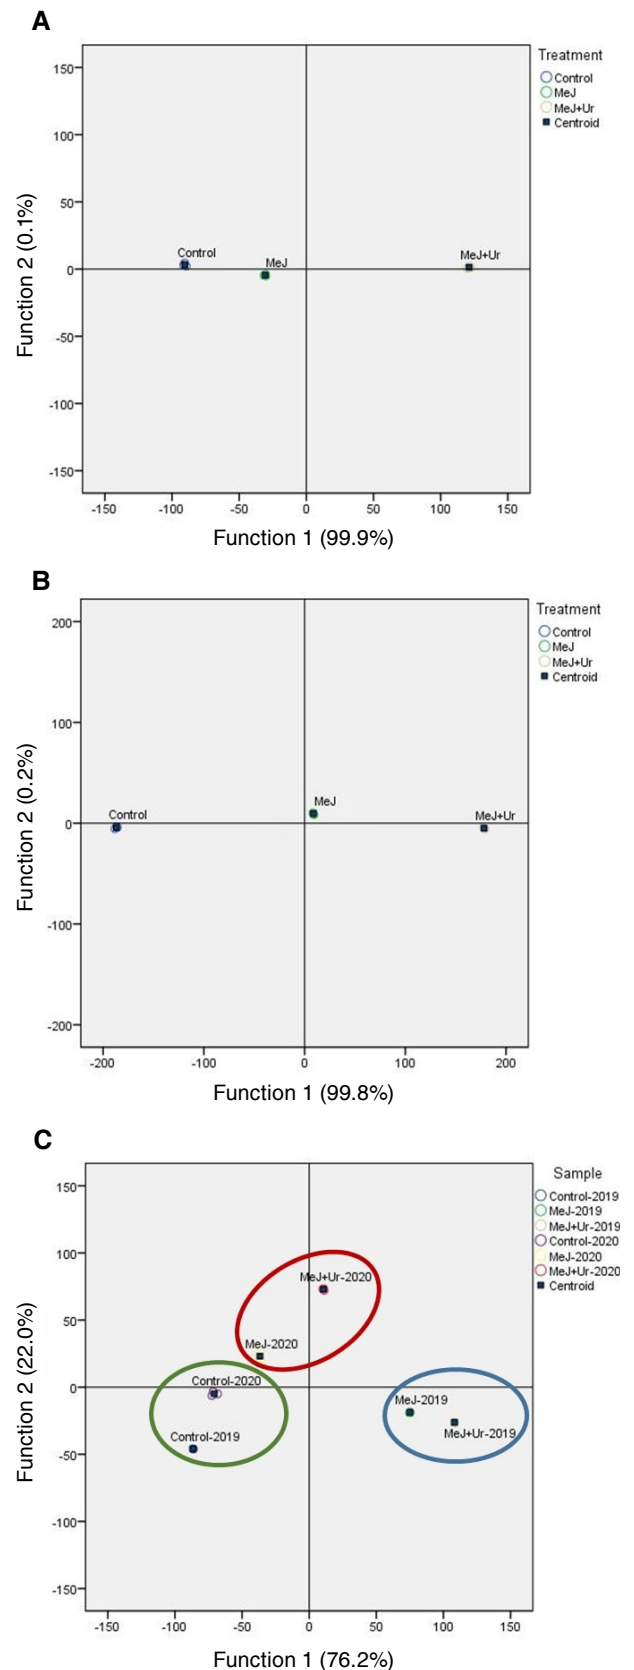 A
Treatment
Control
MeJ
MeJ+Ur
Centroid
150
100
50
0
-50
-100
-150
Function 2 (0.1%)
Control
MeJ
MeJ+Ur
-150 -100 -50 0 50 100 150
Function 1 (99.9%)
B
Treatment
Control
MeJ
MeJ+Ur
Centroid
200
100
0
-100
-200
Function 2 (0.2%)
Control
MeJ
MeJ+Ur
-200 -100 0 100 200
Function 1 (99.8%)
C
Sample
Control-2019
MeJ-2019
MeJ+Ur-2019
Control-2020
MeJ-2020
MeJ+Ur-2020
Centroid
150
100
50
0
-50
-100
-150
Function 2 (22.0%)
MeJ+Ur-2020
MeJ-2020
Control-2020
Control-2019
MeJ-2019
MeJ+Ur-2019
-150 -100 -50 0 50 100 150
Function 1 (76.2%)